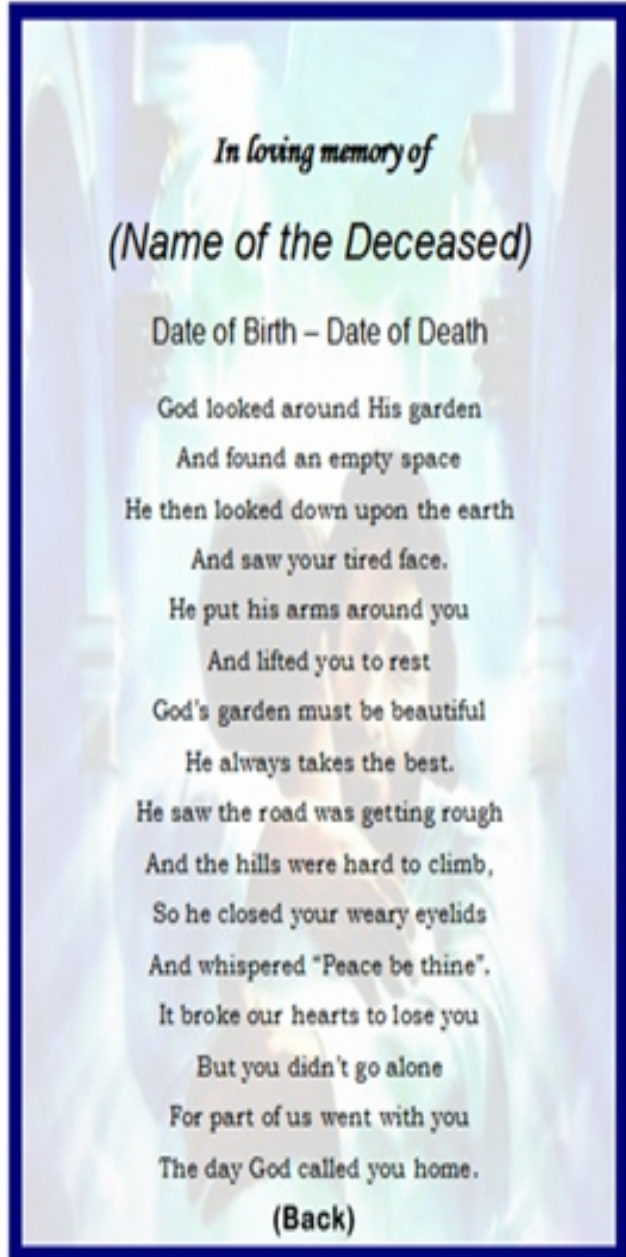 In loving memory of
(Name of the Deceased)
Date of Birth – Date of Death
God looked around His garden
And found an empty space
He then looked down upon the earth
And saw your tired face.
He put his arms around you
And lifted you to rest
God's garden must be beautiful
He always takes the best.
He saw the road was getting rough
And the hills were hard to climb,
So he closed your weary eyelids
And whispered “Peace be thine”.
It broke our hearts to lose you
But you didn't go alone
For part of us went with you
The day God called you home.
(Back)